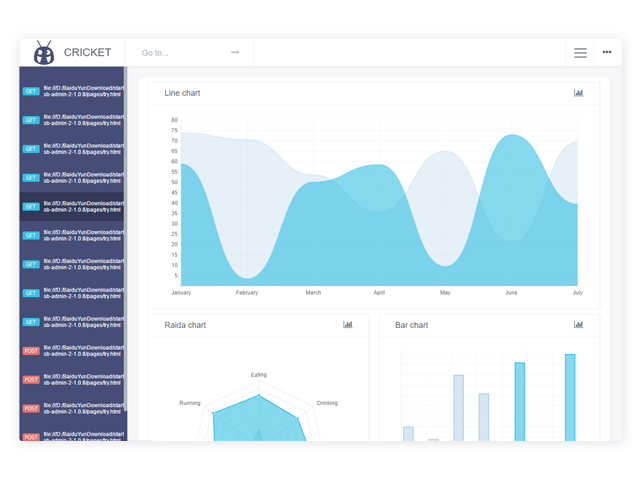 CRICKET
Go to...
GET
file:///D:/BaiduYunDownload/start
sb-admin-2-1.0.8/pages/try.html
GET
file:///D:/BaiduYunDownload/start
sb-admin-2-1.0.8/pages/try.html
GET
file:///D:/BaiduYunDownload/start
sb-admin-2-1.0.8/pages/try.html
GET
file:///D:/BaiduYunDownload/start
sb-admin-2-1.0.8/pages/try.html
GET
file:///D:/BaiduYunDownload/start
sb-admin-2-1.0.8/pages/try.html
GET
file:///D:/BaiduYunDownload/start
sb-admin-2-1.0.8/pages/try.html
GET
file:///D:/BaiduYunDownload/start
sb-admin-2-1.0.8/pages/try.html
GET
file:///D:/BaiduYunDownload/start
sb-admin-2-1.0.8/pages/try.html
GET
file:///D:/BaiduYunDownload/start
sb-admin-2-1.0.8/pages/try.html
POST
file:///D:/BaiduYunDownload/start
sb-admin-2-1.0.8/pages/try.html
POST
file:///D:/BaiduYunDownload/start
sb-admin-2-1.0.8/pages/try.html
POST
file:///D:/BaiduYunDownload/start
sb-admin-2-1.0.8/pages/try.html
POST
file:///D:/BaiduYunDownload/start
sb-admin-2-1.0.8/pages/try.html
Line chart
80
75
70
65
60
55
50
45
40
35
30
25
20
15
10
5
January February March April May June July
Raida chart
Eating
Running
Drinking
Bar chart